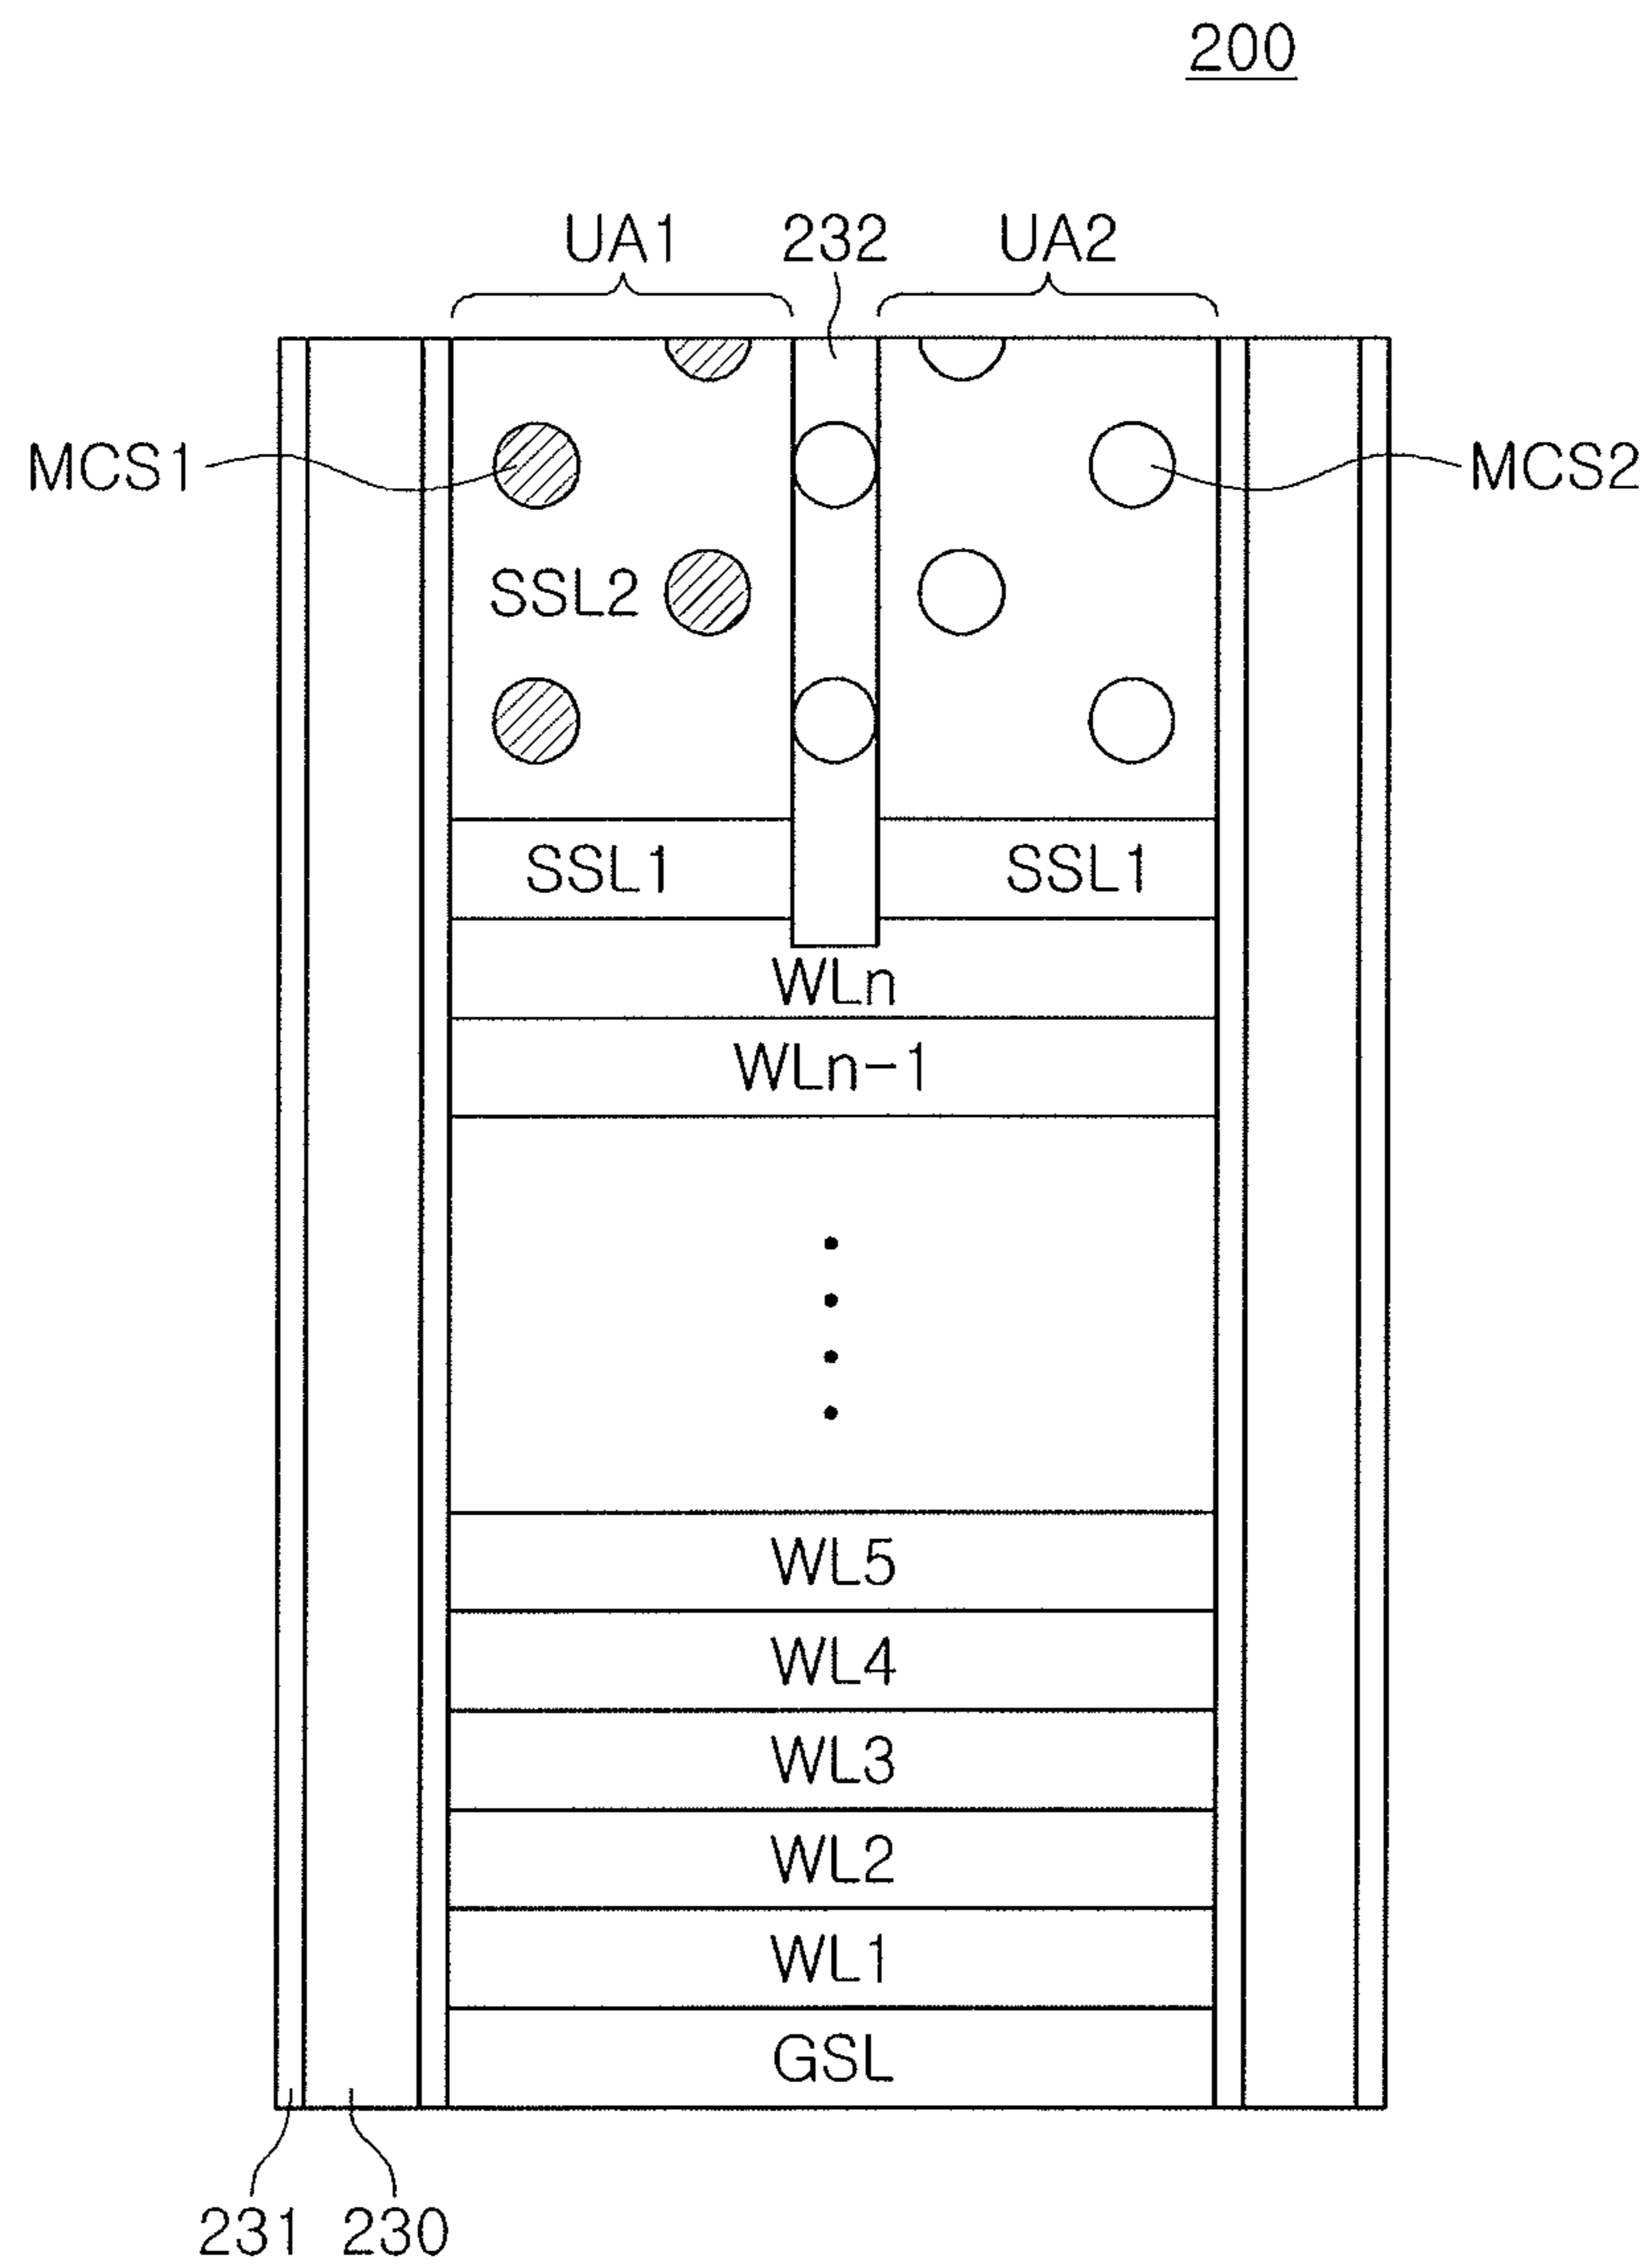 200
UA1 232 UA2
MCS1 MCS2
SSL2
SSL1 SSL1
WLn
WLn-1
WL5
WL4
WL3
WL2
WL1
GSL
231 230